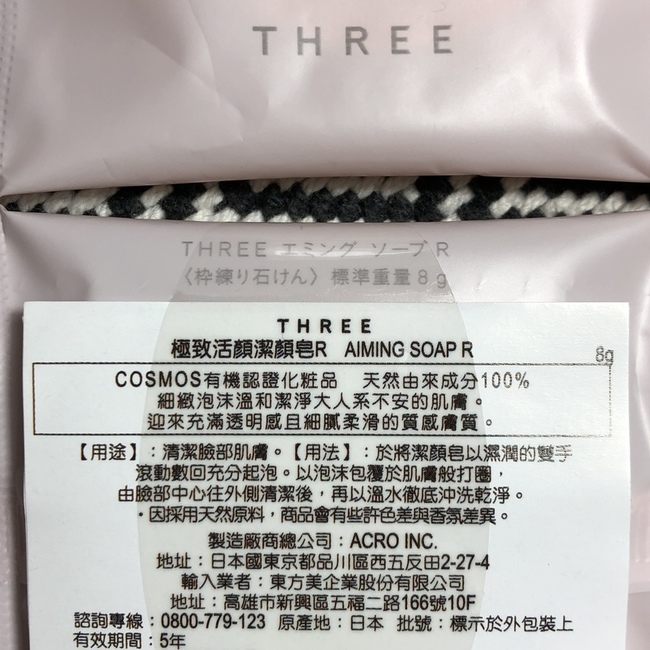 THREE
THREE エミング ソープ R
〈枠練り石けん〉標準重量8g
THREE
極致活顏潔顏皂R AIMING SOAP R 8g
COSMOS有機認證化粧品 天然由來成分100%
細緻泡沫溫和潔淨大人系不安的肌膚。
迎來充滿透明感且細膩柔滑的質感膚質。
【用途】：清潔臉部肌膚。【用法】：於將潔顏皂以濕潤的雙手
滾動數回充分起泡。以泡沫包覆於肌膚般打圈，
由臉部中心往外側清潔後，再以溫水徹底沖洗乾淨。
・因採用天然原料，商品會有些許色差與香氛差異。
製造廠商總公司：ACRO INC.
地址：日本國東京都品川區西五反田2-27-4
輸入業者：東方美企業股份有限公司
地址：高雄市新興區五福二路166號10F
諮詢專線：0800-779-123 原產地：日本 批號：標示於外包裝上
有效期間：5年